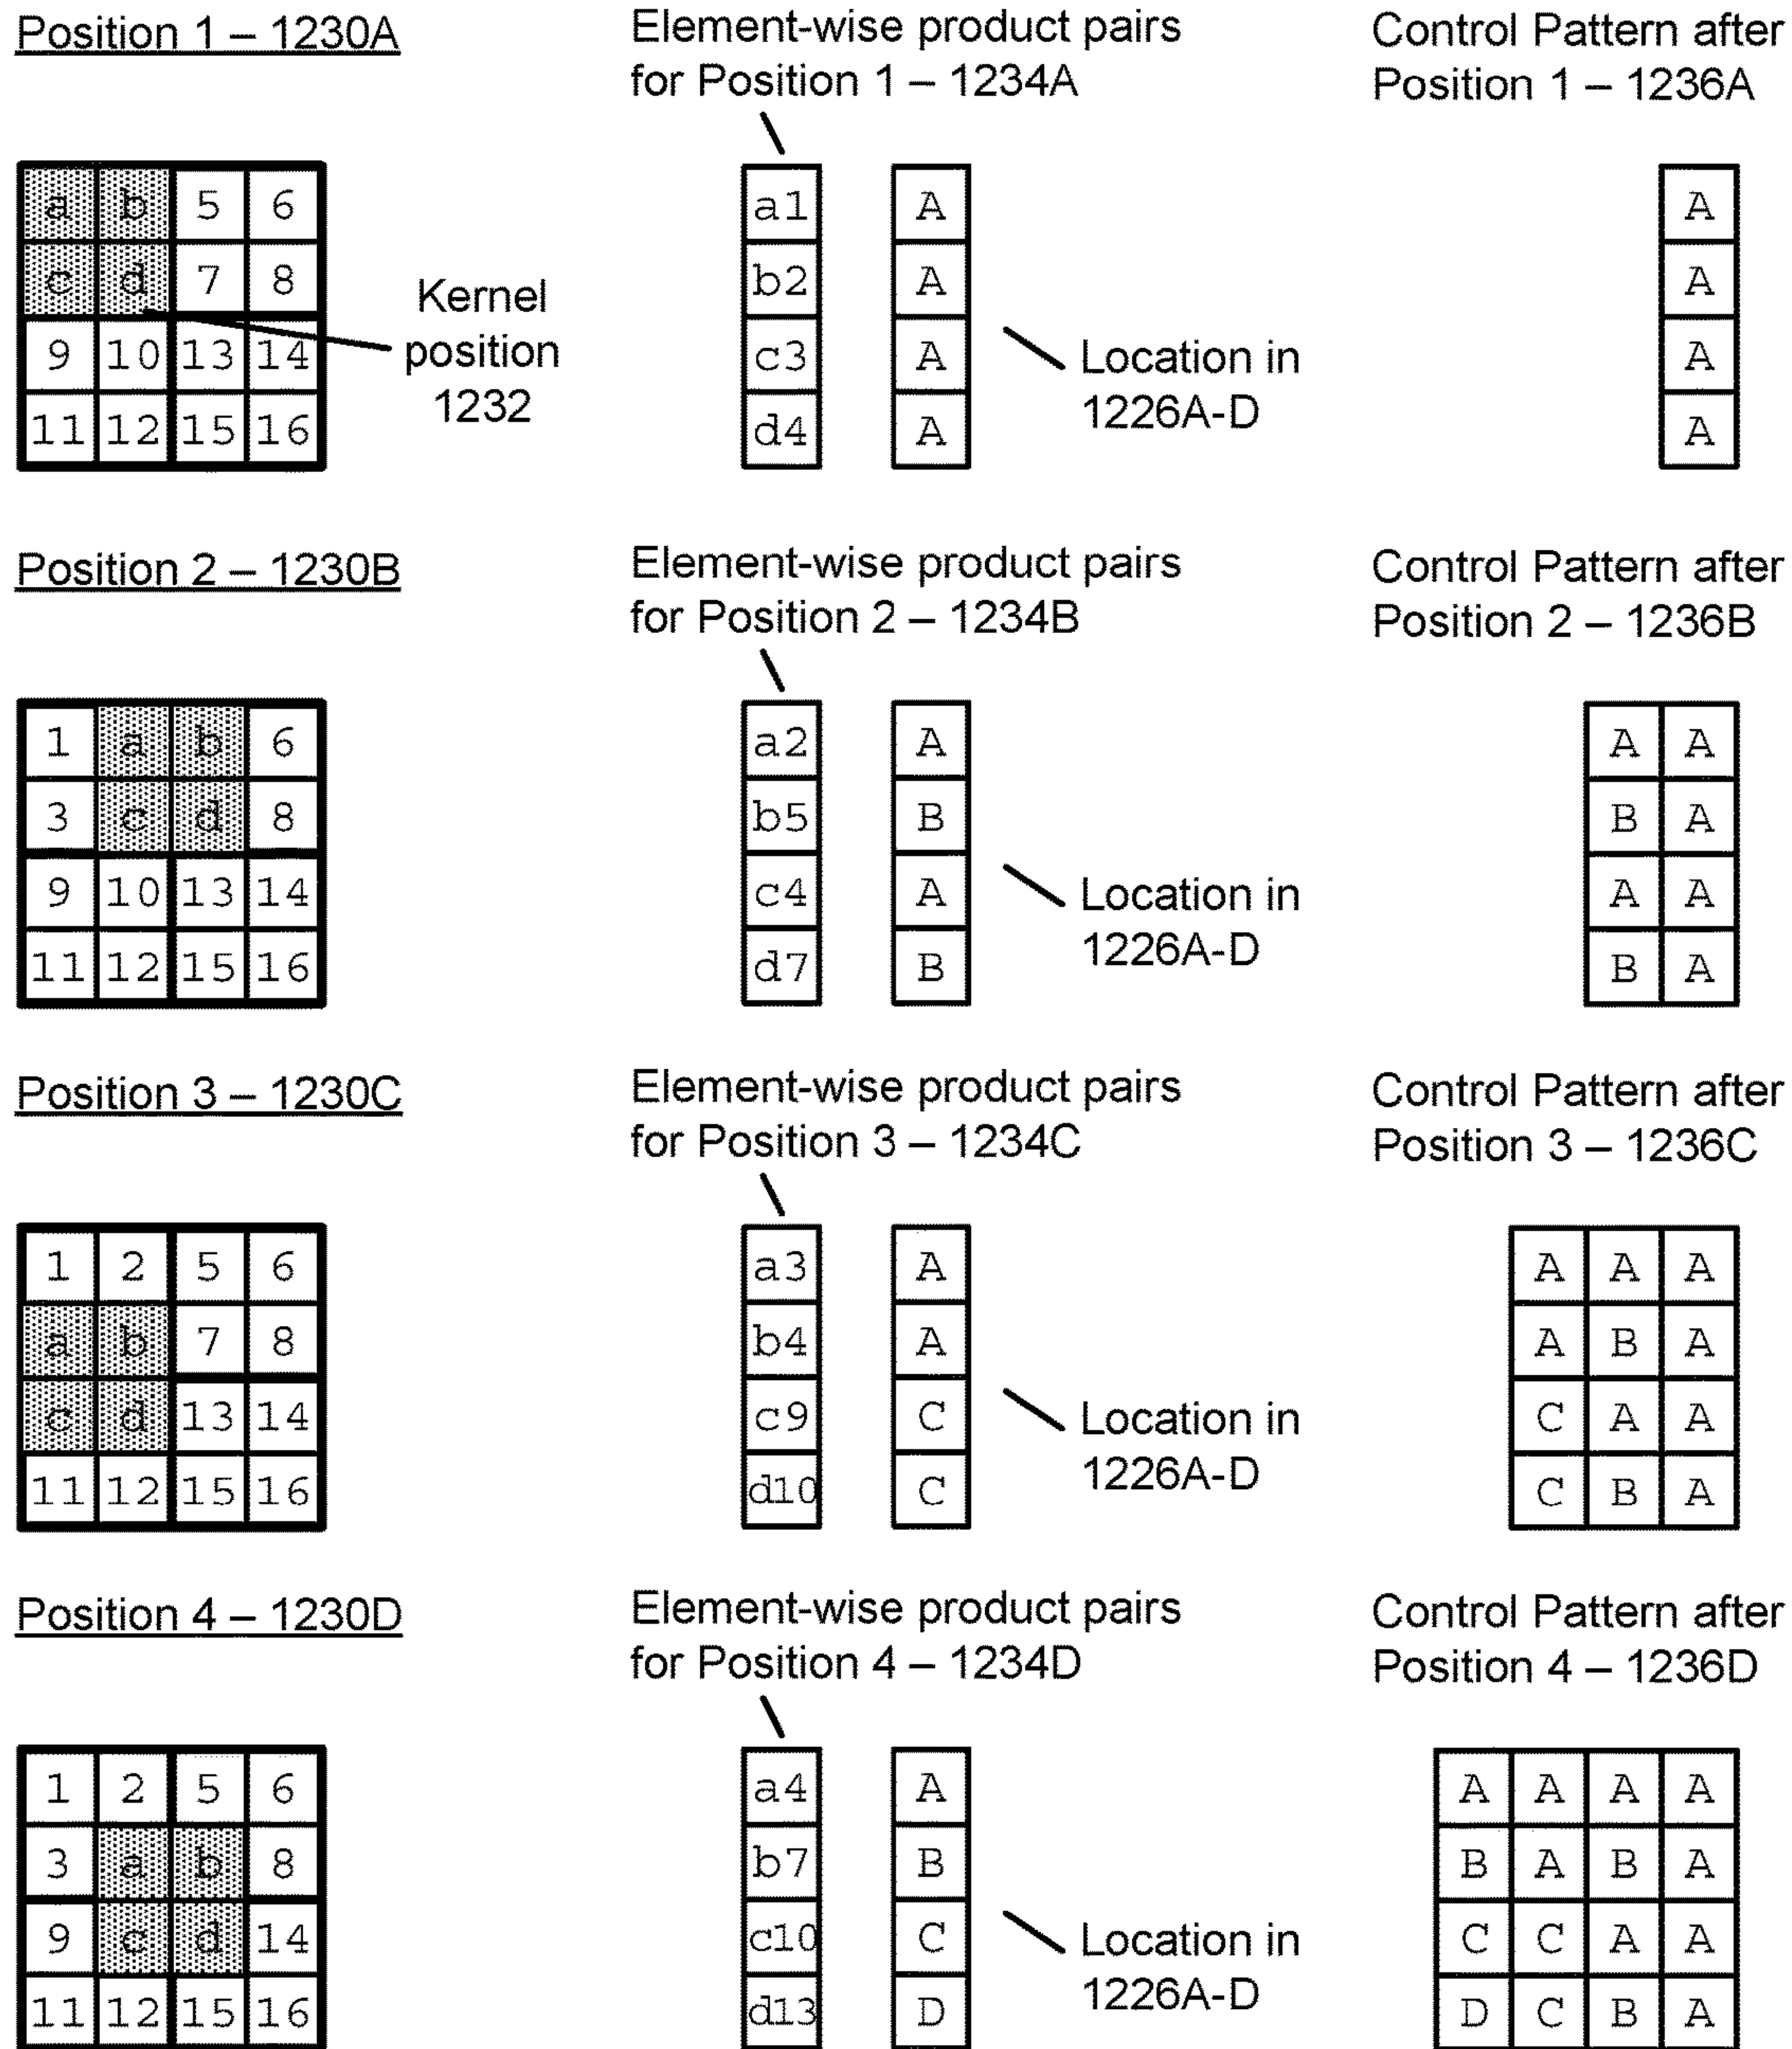 Position 1 – 1230A
Element-wise product pairs
for Position 1 – 1234A
Control Pattern after
Position 1 – 1236A
a b 5 6
c d 7 8
9 10 13 14
11 12 15 16
Kernel
position
1232
a1 A
b2 A
c3 A
d4 A
Location in
1226A-D
A
A
A
A
Position 2 – 1230B
Element-wise product pairs
for Position 2 – 1234B
Control Pattern after
Position 2 – 1236B
1 a b 6
3 c d 8
9 10 13 14
11 12 15 16
a2 A
b5 B
c4 A
d7 B
Location in
1226A-D
A A
B A
A A
B A
Position 3 – 1230C
Element-wise product pairs
for Position 3 – 1234C
Control Pattern after
Position 3 – 1236C
1 2 5 6
a b 7 8
c d 13 14
11 12 15 16
a3 A
b4 A
c9 C
d10 C
Location in
1226A-D
A A A
A B A
C A A
C B A
Position 4 – 1230D
Element-wise product pairs
for Position 4 – 1234D
Control Pattern after
Position 4 – 1236D
1 2 5 6
3 a b 8
9 c d 14
11 12 15 16
a4 A
b7 B
c10 C
d13 D
Location in
1226A-D
A A A A
B A B A
C C A A
D C B A